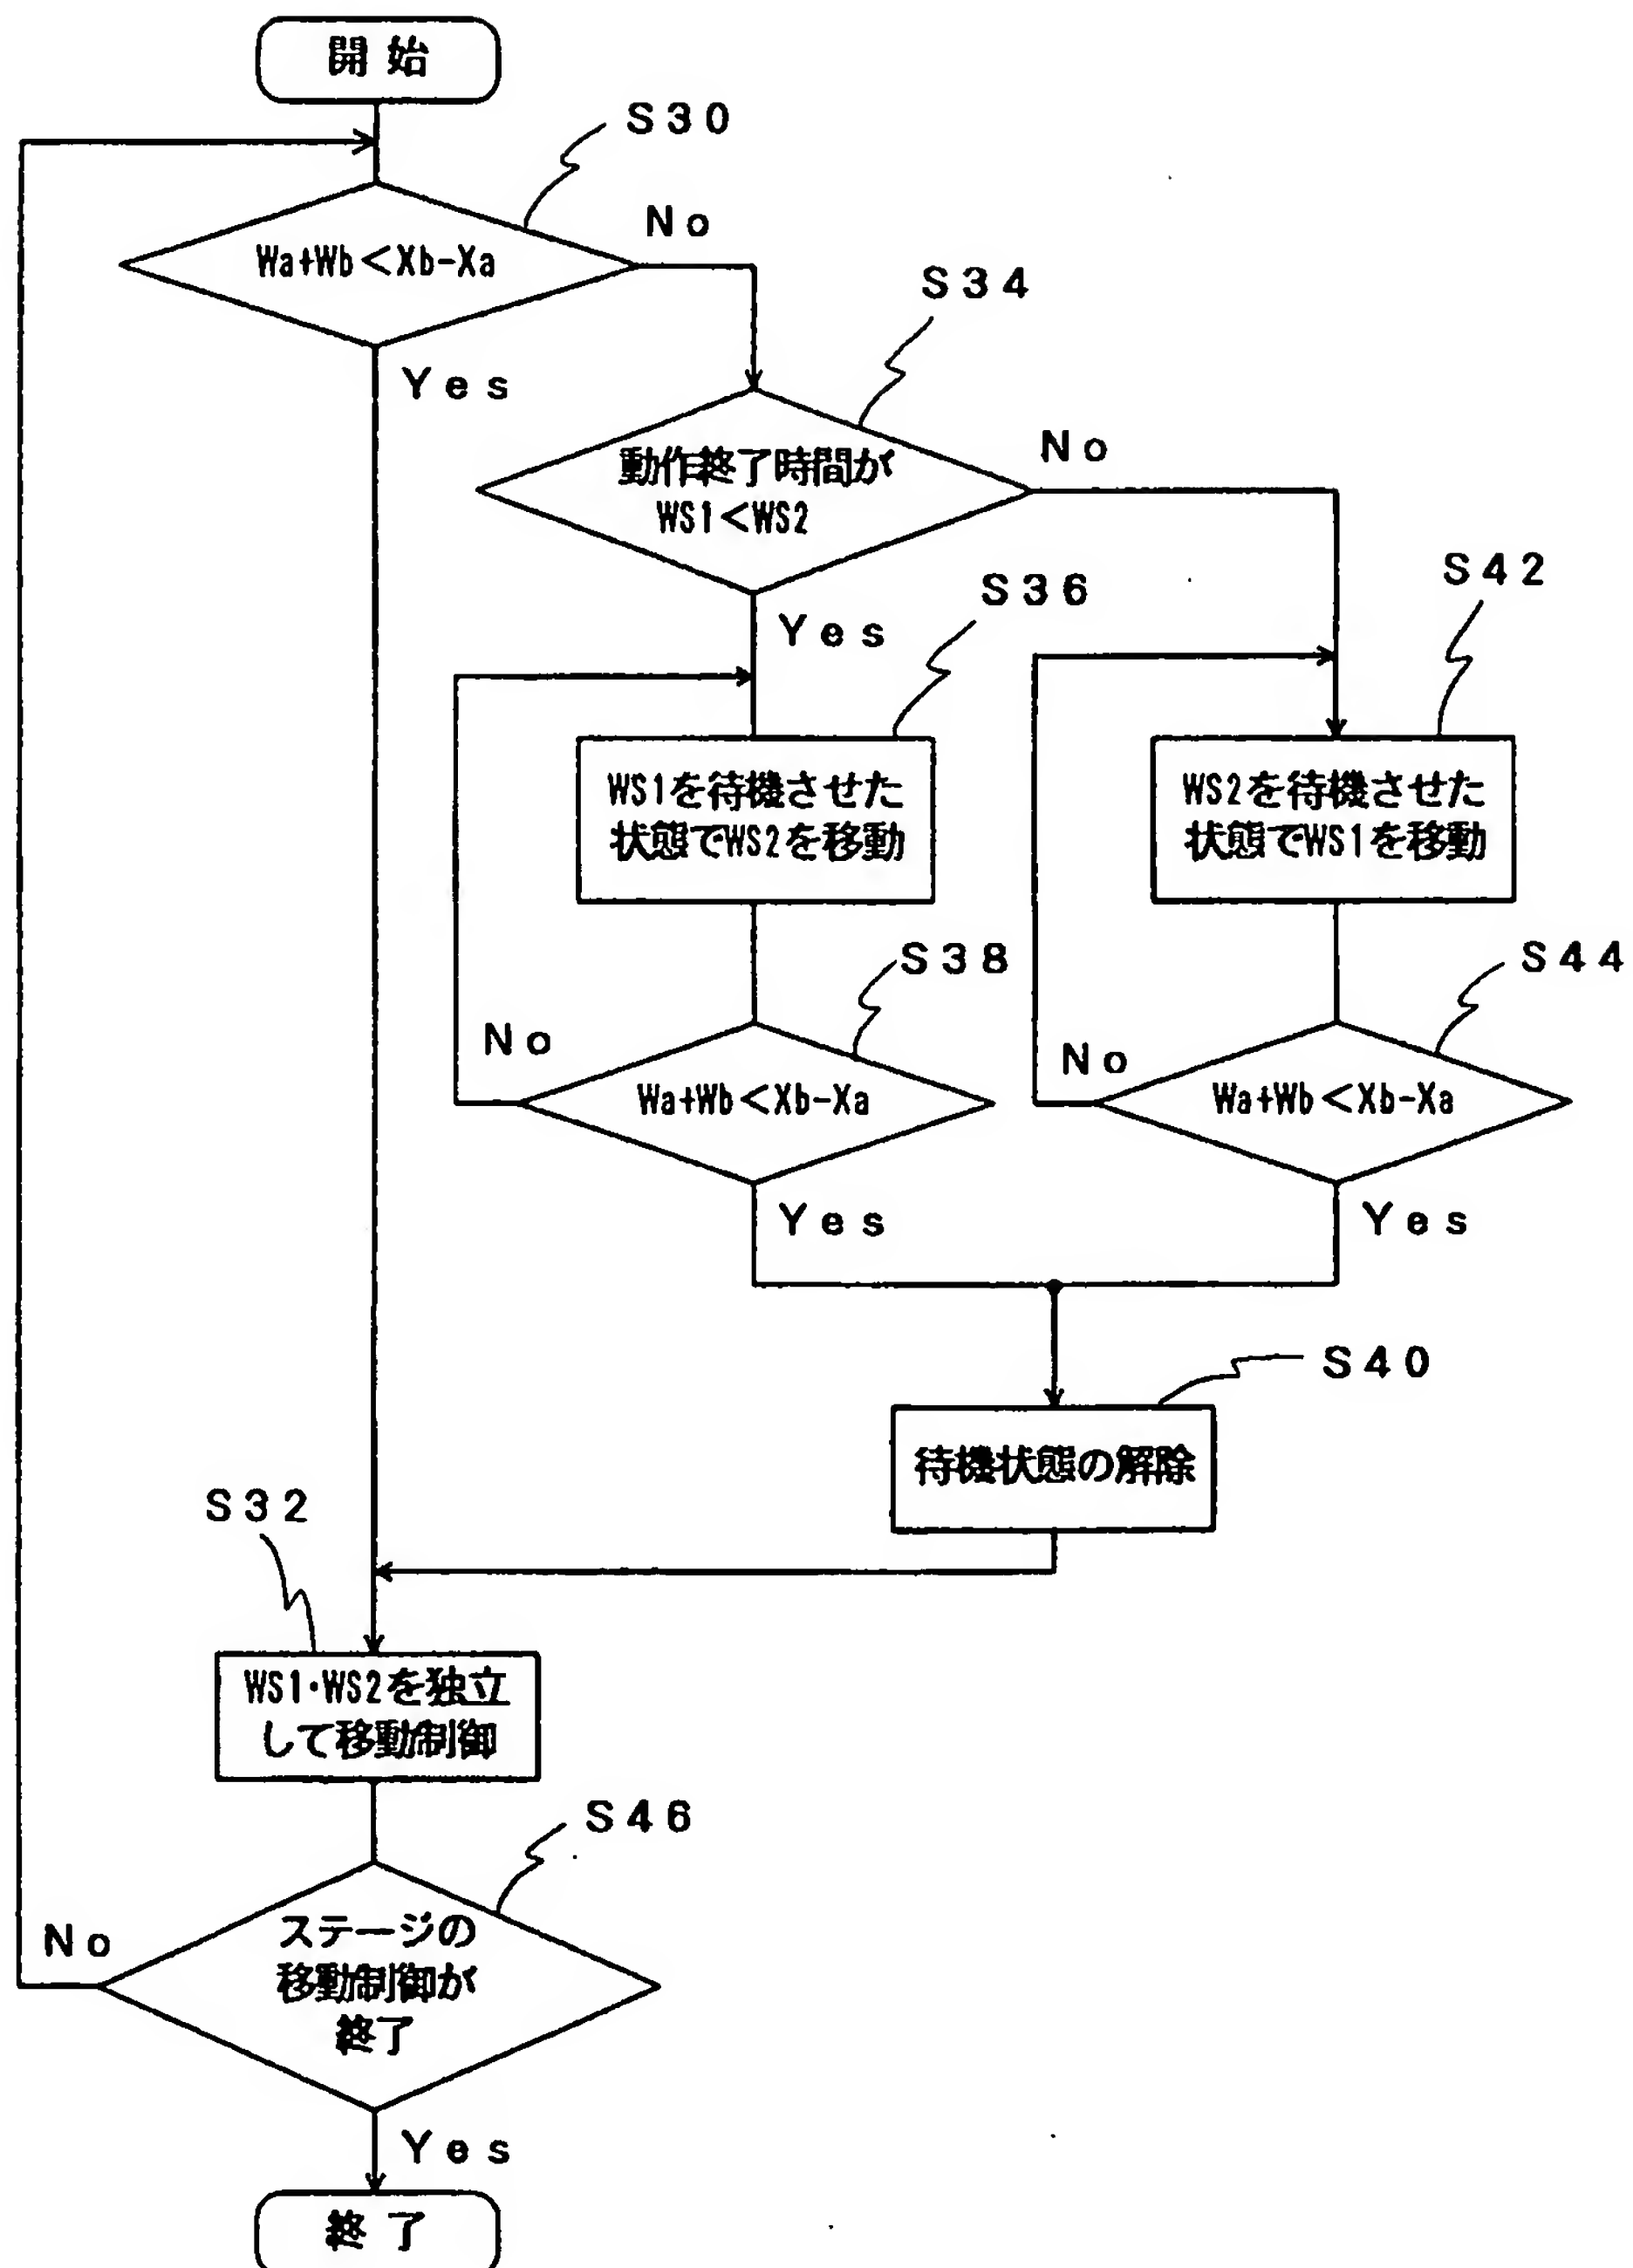 開始
S30
No
Wa+Wb<Xb-Xa
S34
Yes
動作終了時間が
WS1<WS2
No
S42
S36
Yes
WS1を待機させた
状態でWS2を移動
WS2を待機させた
状態でWS1を移動
S38
S44
No
No
Wa+Wb<Xb-Xa
Wa+Wb<Xb-Xa
Yes
Yes
S40
待機状態の解除
S32
WS1・WS2を独立
して移動制御
S46
No
ステージの
移動制御が
終了
Yes
終了